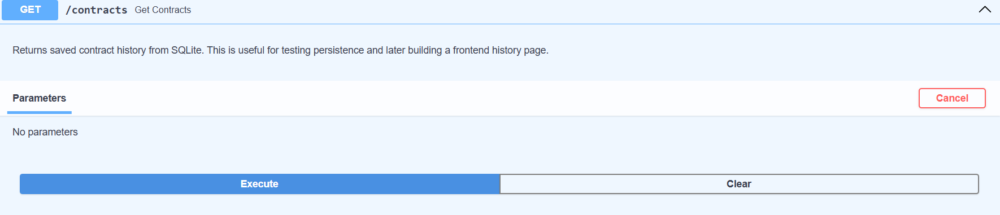 GET /contracts Get Contracts
Returns saved contract history from SQLite. This is useful for testing persistence and later building a frontend history page.
Parameters Cancel
No parameters
Execute Clear